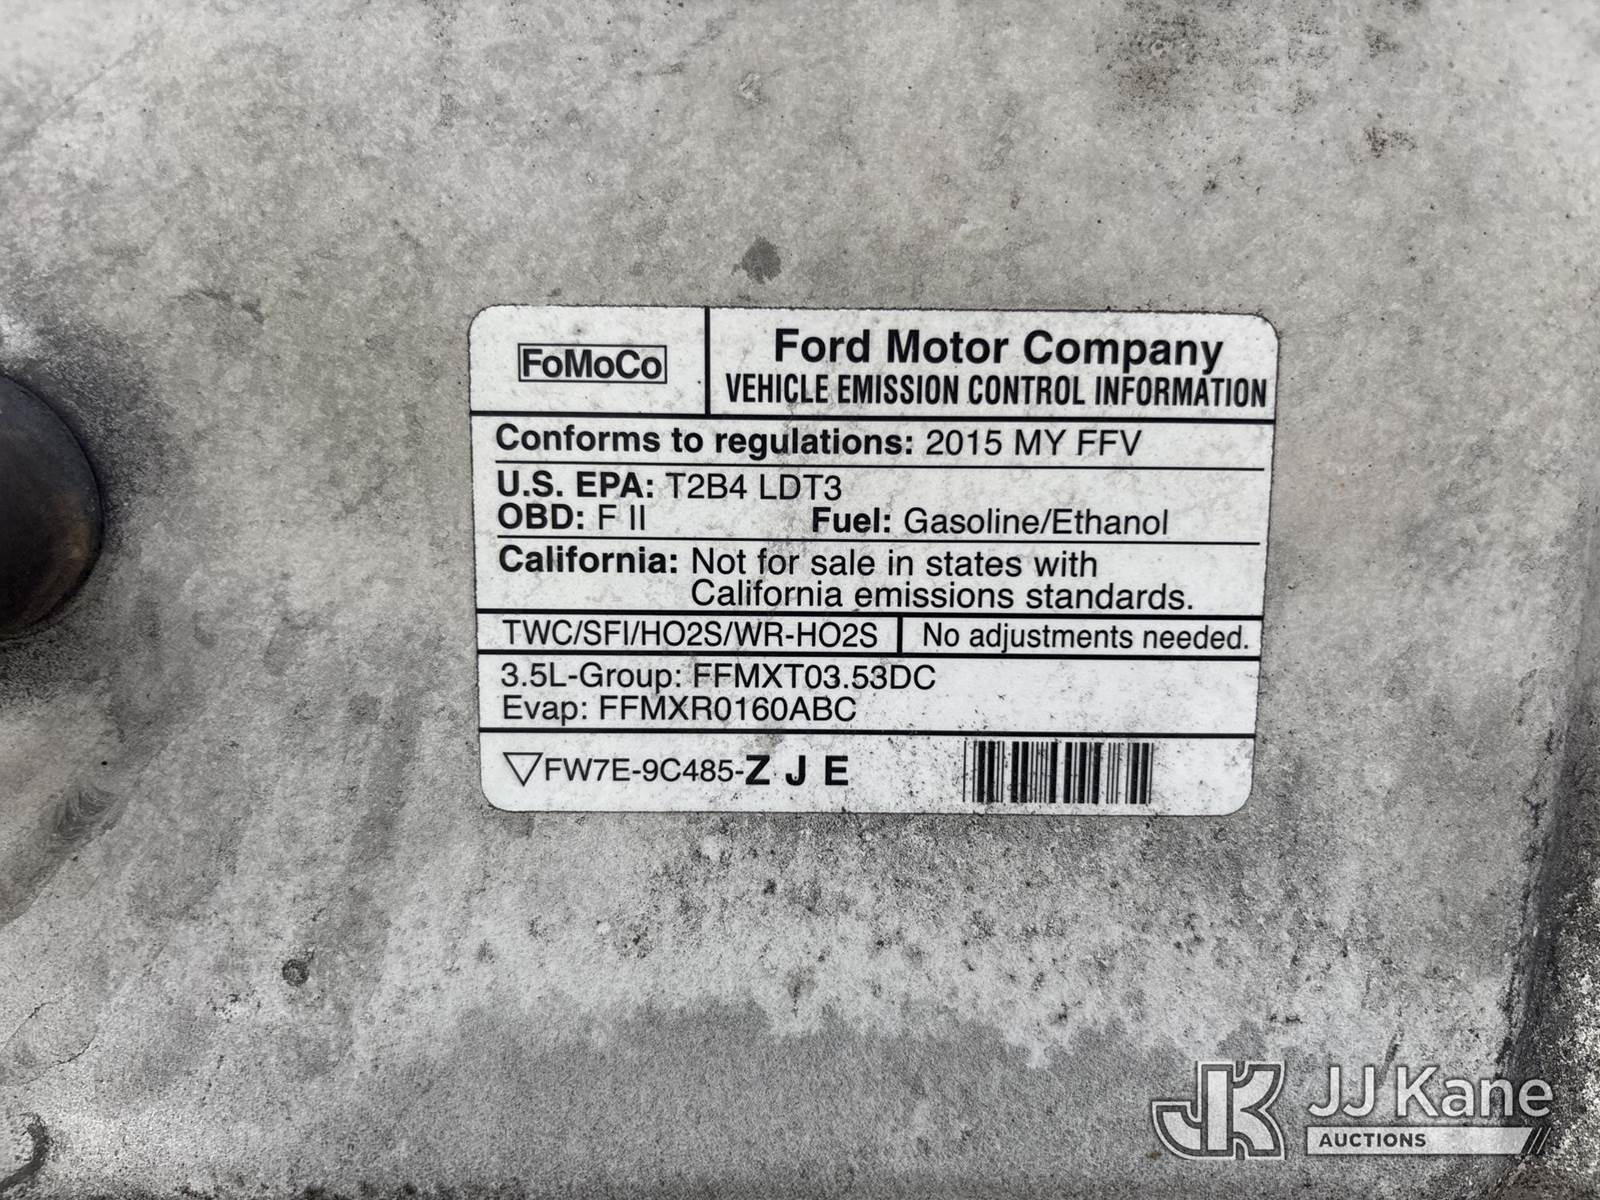 FoMoCo
Ford Motor Company
VEHICLE EMISSION CONTROL INFORMATION
Conforms to regulations: 2015 MY FFV
U.S. EPA: T2B4 LDT3
OBD: F II Fuel: Gasoline/Ethanol
California: Not for sale in states with
California emissions standards.
TWC/SFI/HO2S/WR-HO2S No adjustments needed.
3.5L-Group: FFMXT03.53DC
Evap: FFMXR0160ABC
▽FW7E-9C485-Z J E
JK JJ Kane
AUCTIONS